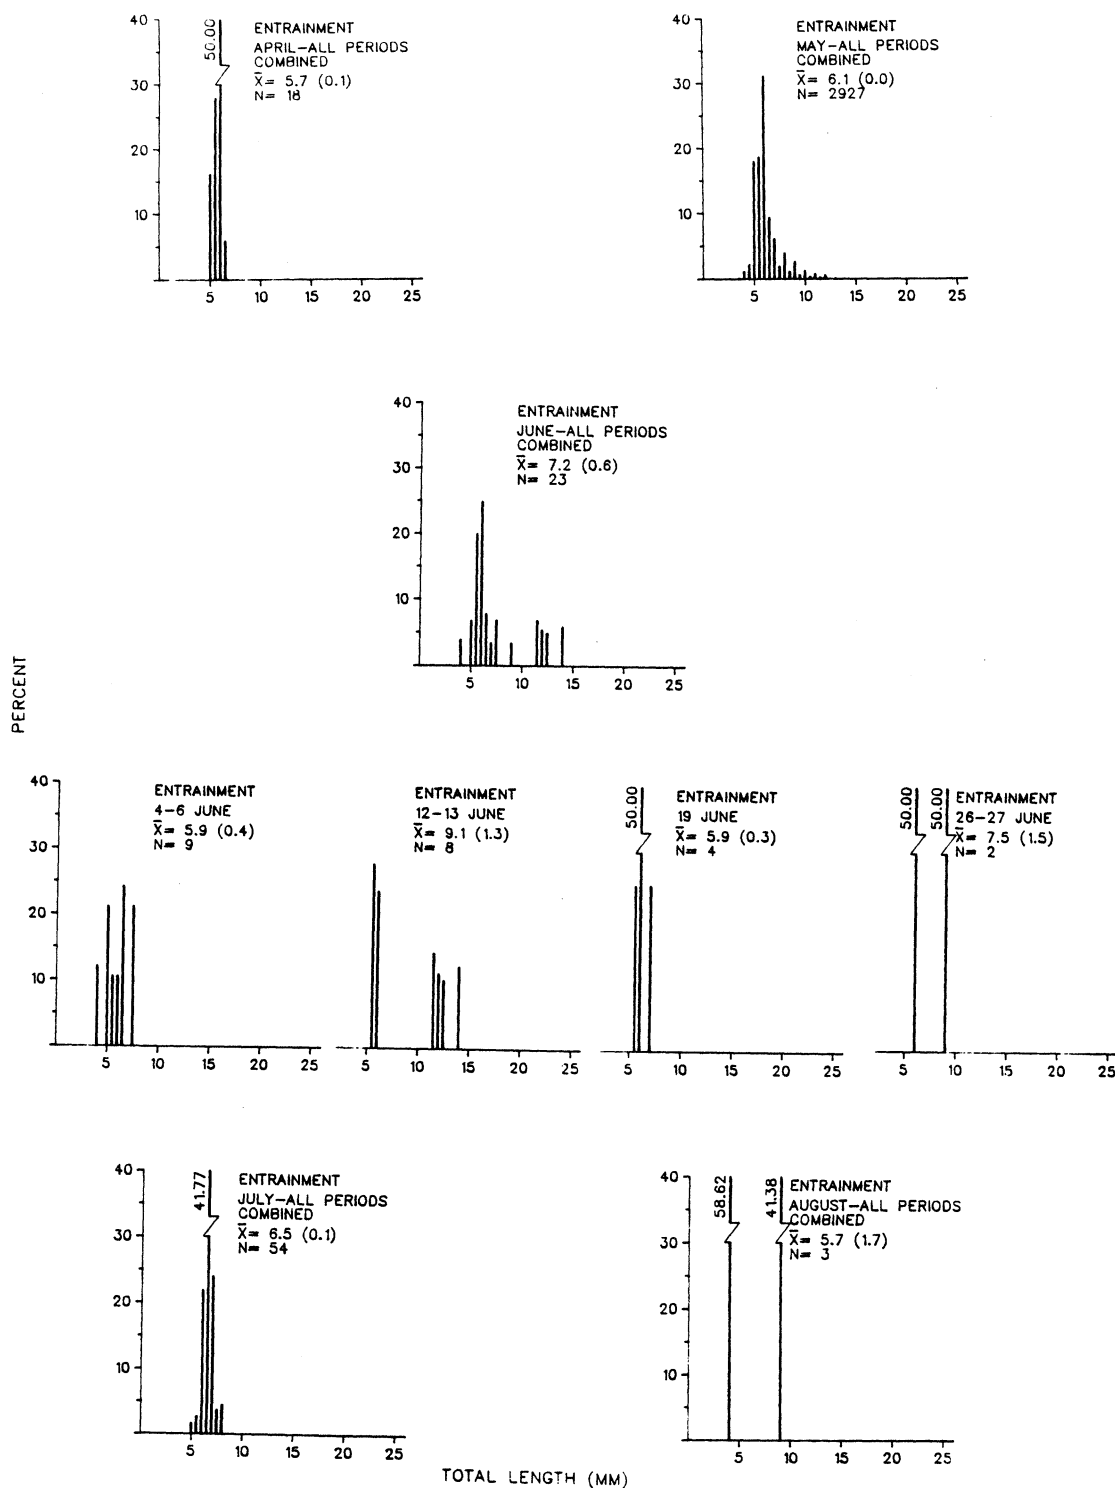 ENTRAINMENT
APRIL-ALL PERIODS
COMBINED
X̄= 5.7 (0.1)
N= 18
50.00
40
30
20
10
5 10 15 20 25
ENTRAINMENT
MAY-ALL PERIODS
COMBINED
X̄= 6.1 (0.0)
N= 2927
40
30
20
10
5 10 15 20 25
ENTRAINMENT
JUNE-ALL PERIODS
COMBINED
X̄= 7.2 (0.6)
N= 23
40
30
20
10
5 10 15 20 25
PERCENT
ENTRAINMENT
4-6 JUNE
X̄= 5.9 (0.4)
N= 9
40
30
20
10
5 10 15 20 25
ENTRAINMENT
12-13 JUNE
X̄= 9.1 (1.3)
N= 8
5 10 15 20 25
50.00
ENTRAINMENT
19 JUNE
X̄= 5.9 (0.3)
N= 4
5 10 15 20 25
50.00
50.00
ENTRAINMENT
26-27 JUNE
X̄= 7.5 (1.5)
N= 2
5 10 15 20 25
41.77
ENTRAINMENT
JULY-ALL PERIODS
COMBINED
X̄= 6.5 (0.1)
N= 54
40
30
20
10
5 10 15 20 25
58.62
41.38
ENTRAINMENT
AUGUST-ALL PERIODS
COMBINED
X̄= 5.7 (1.7)
N= 3
40
30
20
10
5 10 15 20 25
TOTAL LENGTH (MM)